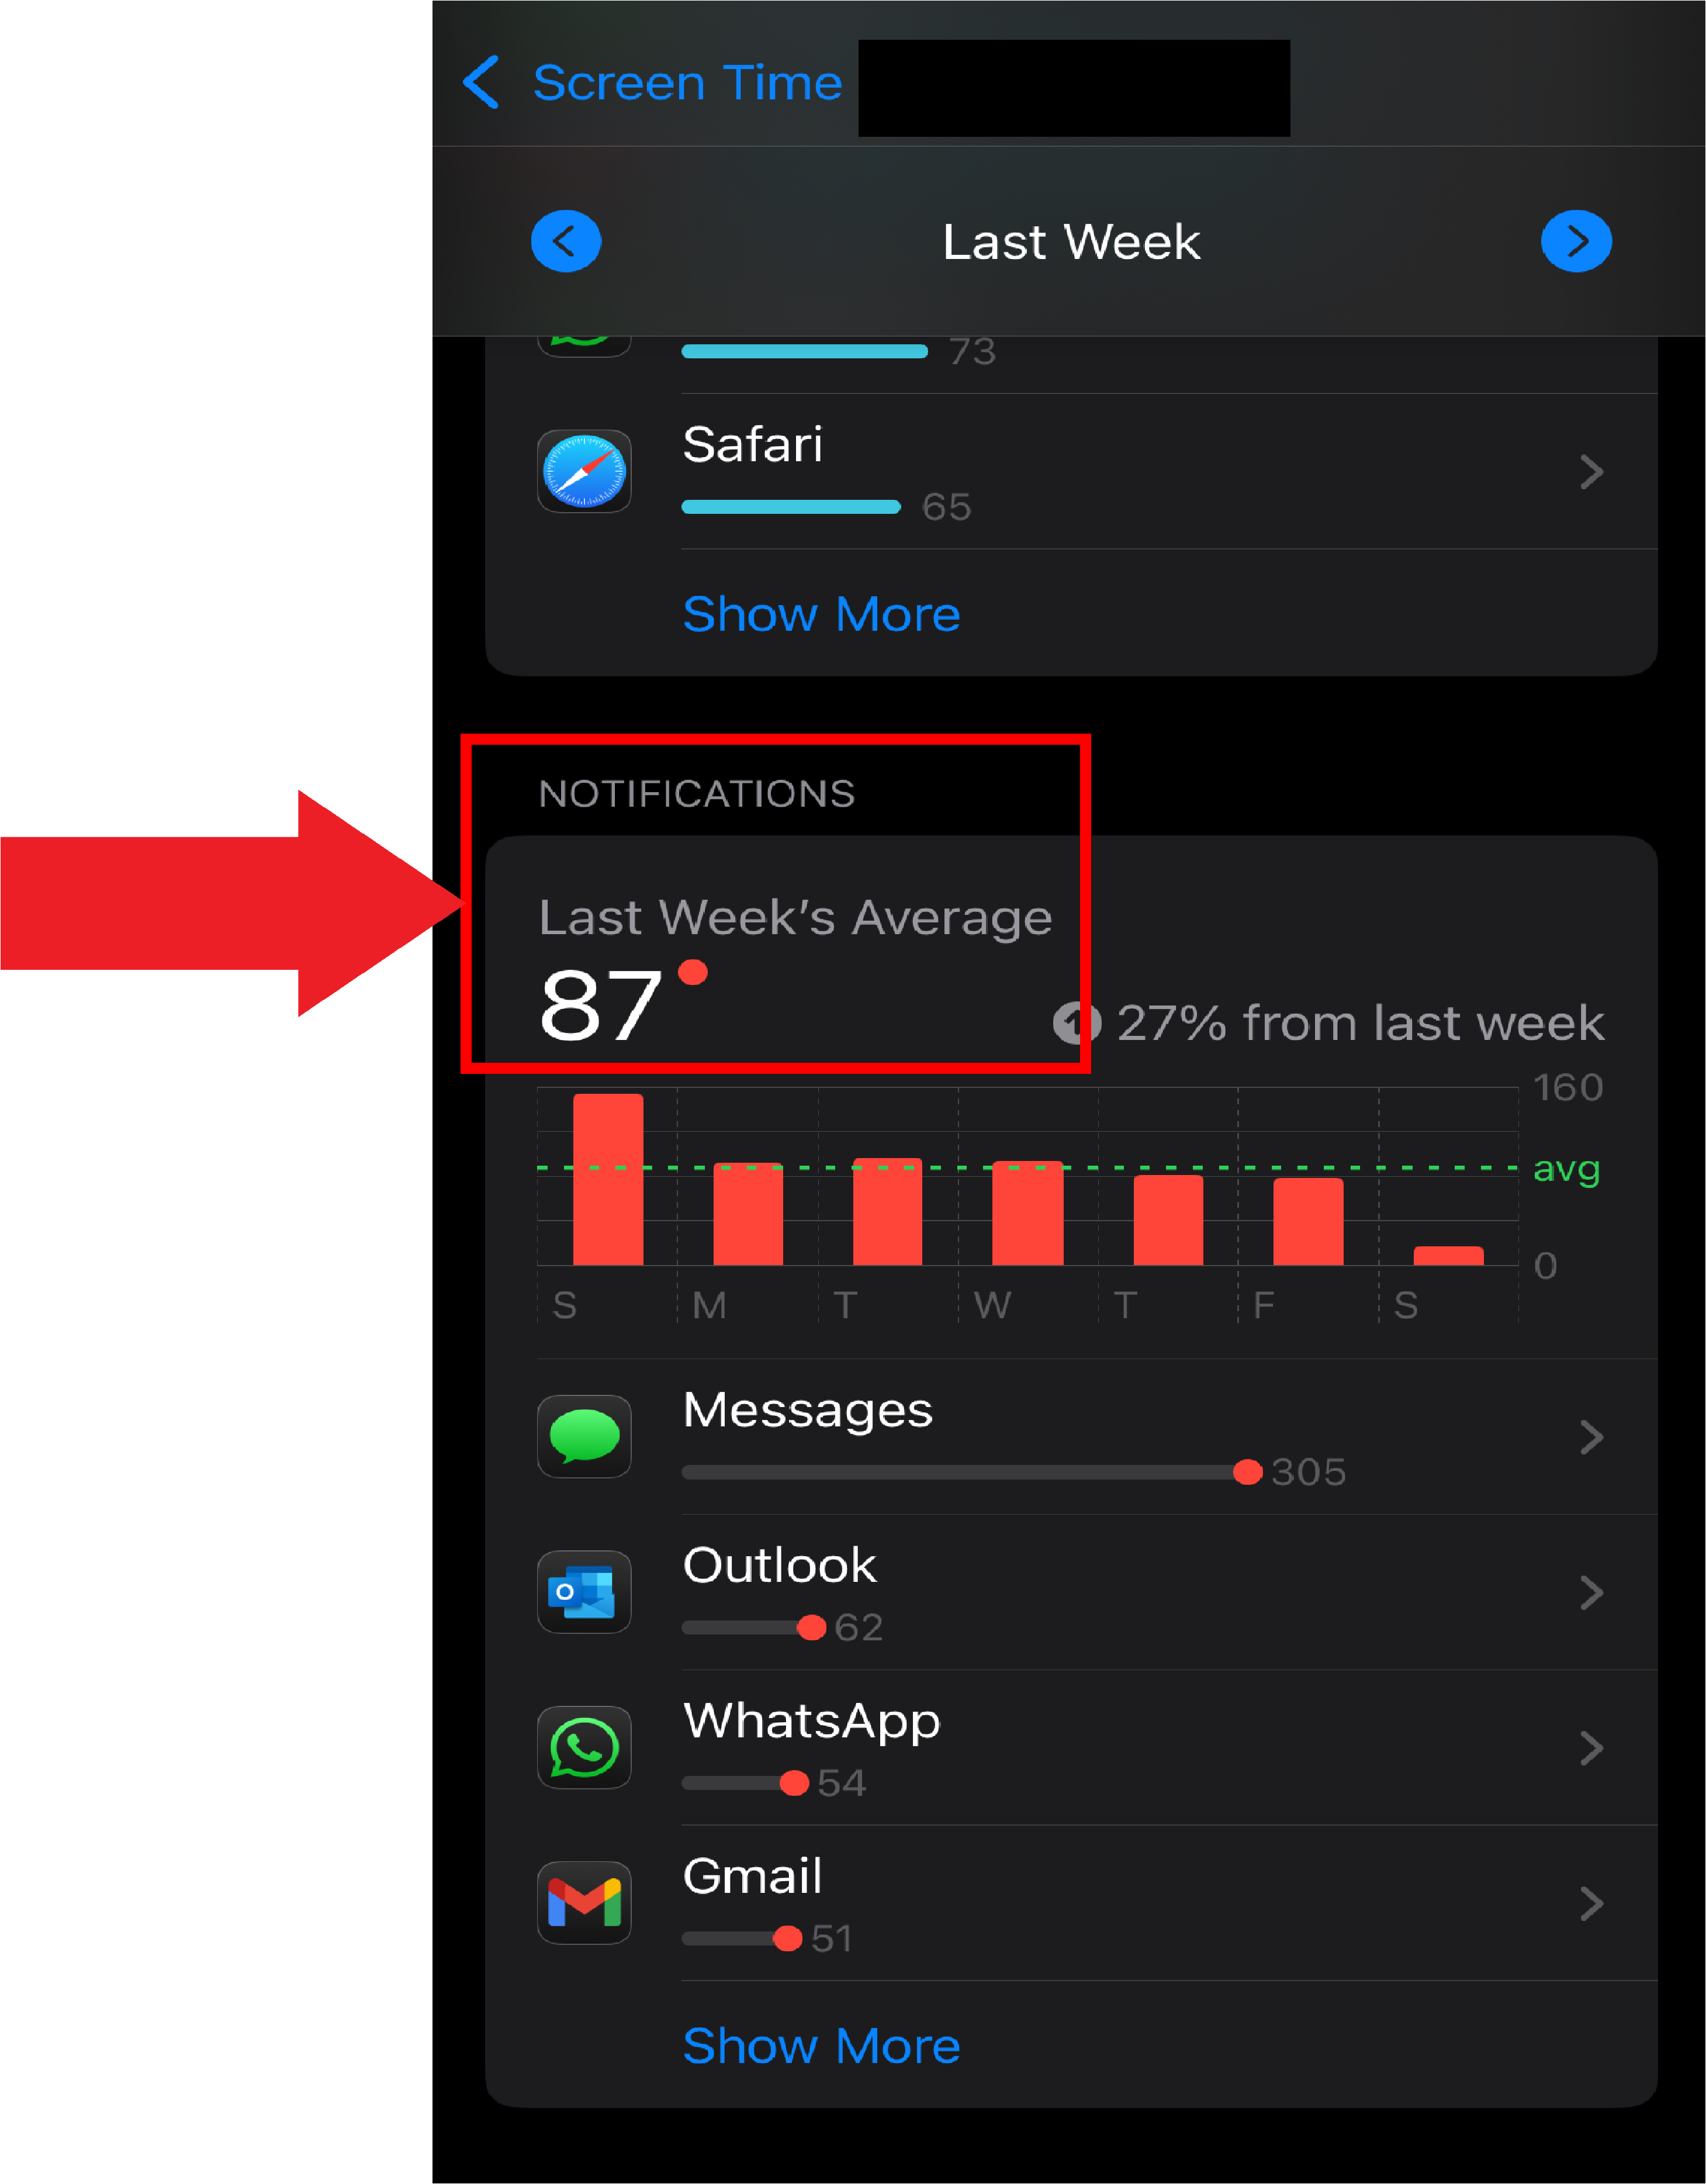 Screen Time
Last Week
73
Safari
65
Show More
NOTIFICATIONS
Last Week's Average
87
27% from last week
160
avg
0
S M T W T F S
Messages
305
Outlook
62
WhatsApp
54
Gmail
51
Show More